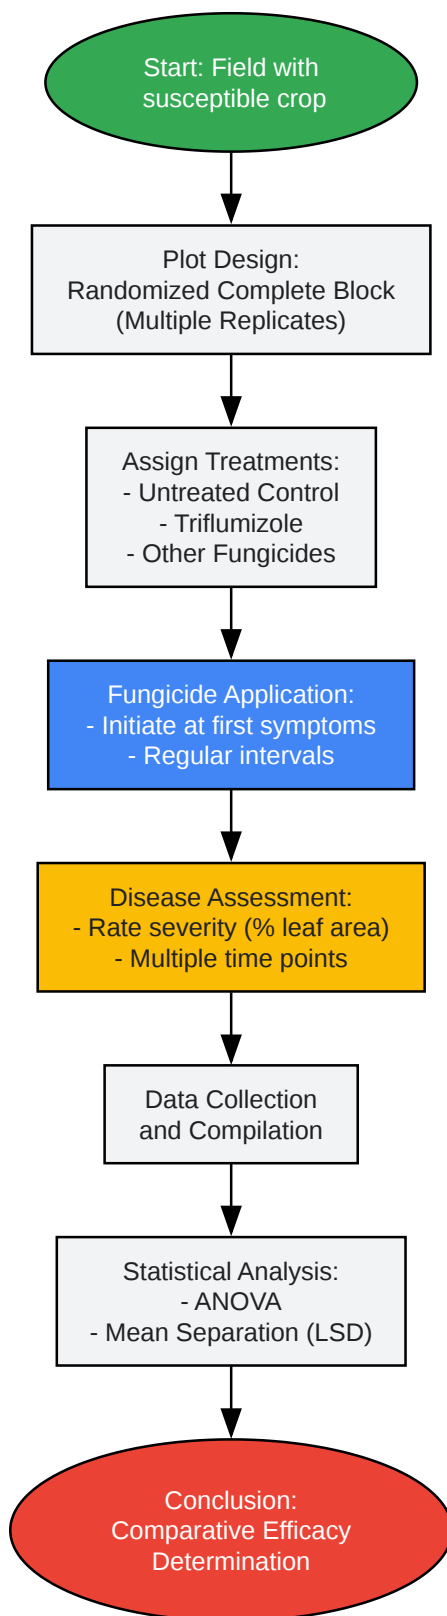 Start: Field with
susceptible crop
Plot Design:
Randomized Complete Block
(Multiple Replicates)
Assign Treatments:
- Untreated Control
- Triflumizole
- Other Fungicides
Fungicide Application:
- Initiate at first symptoms
- Regular intervals
Disease Assessment:
- Rate severity (% leaf area)
- Multiple time points
Data Collection
and Compilation
Statistical Analysis:
- ANOVA
- Mean Separation (LSD)
Conclusion:
Comparative Efficacy
Determination